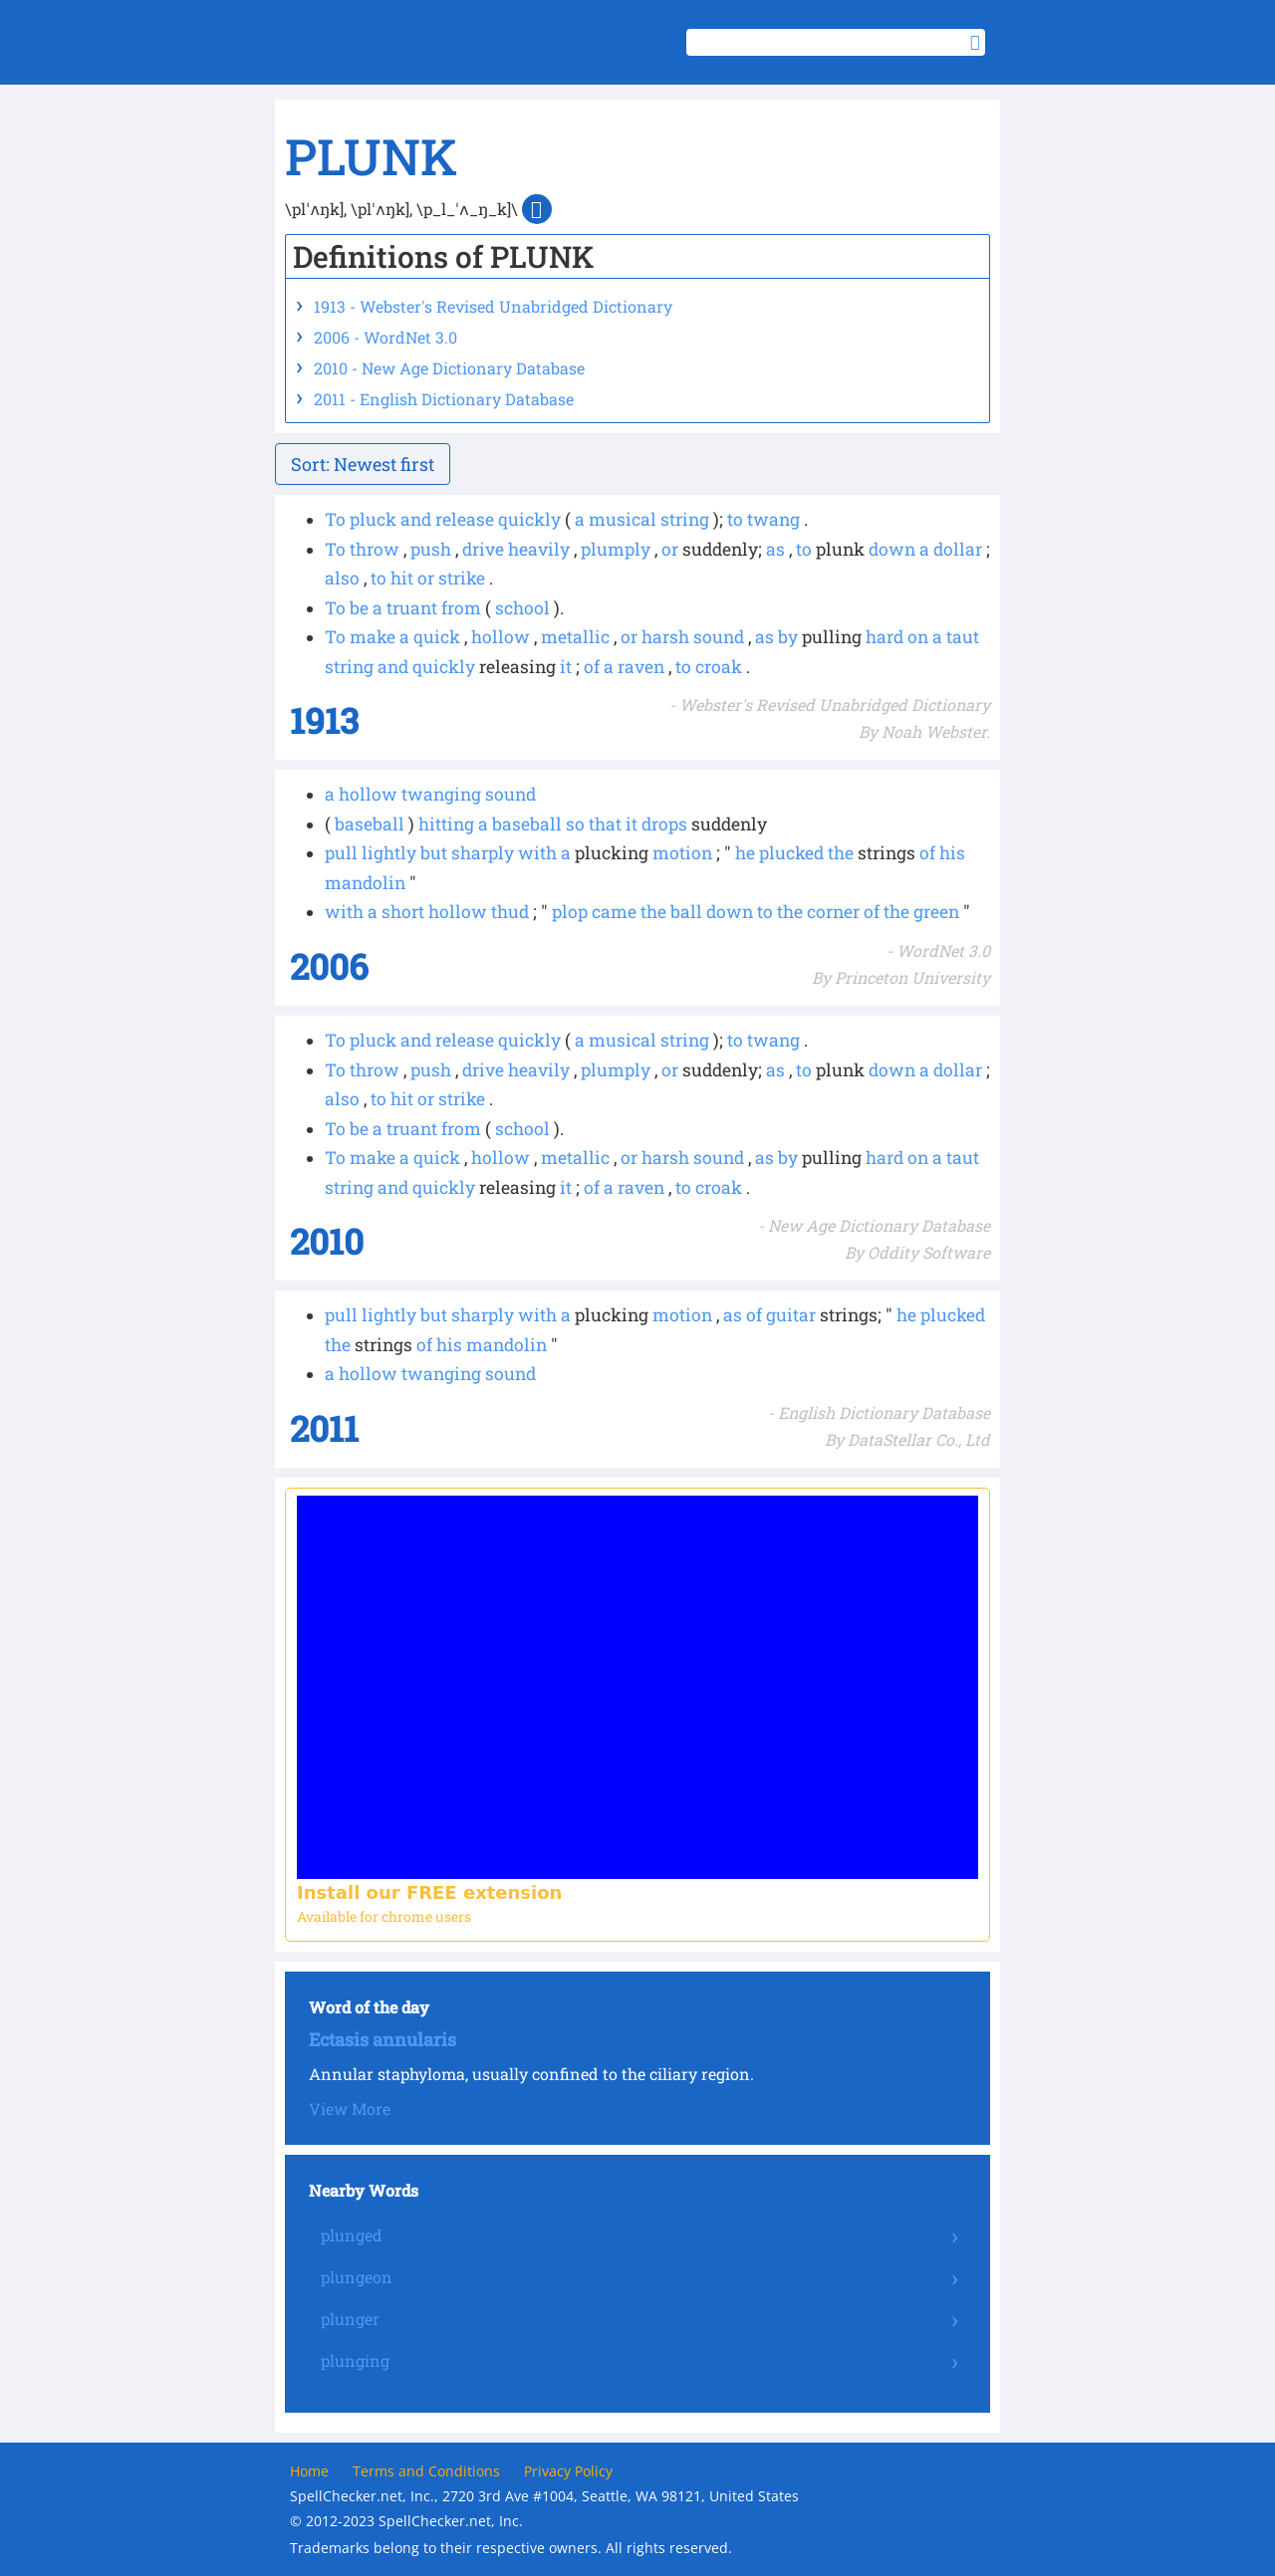 PLUNK
\plˈʌŋk], \plˈʌŋk], \p_l_ˈʌ_ŋ_k]\
Definitions of PLUNK
› 1913 - Webster's Revised Unabridged Dictionary
› 2006 - WordNet 3.0
› 2010 - New Age Dictionary Database
› 2011 - English Dictionary Database
Sort: Newest first
• To pluck and release quickly ( a musical string ); to twang .
• To throw , push , drive heavily , plumply , or suddenly; as , to plunk down a dollar ;
also , to hit or strike .
• To be a truant from ( school ).
• To make a quick , hollow , metallic , or harsh sound , as by pulling hard on a taut
string and quickly releasing it ; of a raven , to croak .
1913
- Webster's Revised Unabridged Dictionary
By Noah Webster.
• a hollow twanging sound
• ( baseball ) hitting a baseball so that it drops suddenly
• pull lightly but sharply with a plucking motion ; " he plucked the strings of his
mandolin "
• with a short hollow thud ; " plop came the ball down to the corner of the green "
2006
- WordNet 3.0
By Princeton University
• To pluck and release quickly ( a musical string ); to twang .
• To throw , push , drive heavily , plumply , or suddenly; as , to plunk down a dollar ;
also , to hit or strike .
• To be a truant from ( school ).
• To make a quick , hollow , metallic , or harsh sound , as by pulling hard on a taut
string and quickly releasing it ; of a raven , to croak .
2010
- New Age Dictionary Database
By Oddity Software
• pull lightly but sharply with a plucking motion , as of guitar strings; " he plucked
the strings of his mandolin "
• a hollow twanging sound
2011
- English Dictionary Database
By DataStellar Co., Ltd
Install our FREE extension
Available for chrome users
Word of the day
Ectasis annularis
Annular staphyloma, usually confined to the ciliary region.
View More
Nearby Words
plunged ›
plungeon ›
plunger ›
plunging ›
Home Terms and Conditions Privacy Policy
SpellChecker.net, Inc., 2720 3rd Ave #1004, Seattle, WA 98121, United States
© 2012-2023 SpellChecker.net, Inc.
Trademarks belong to their respective owners. All rights reserved.